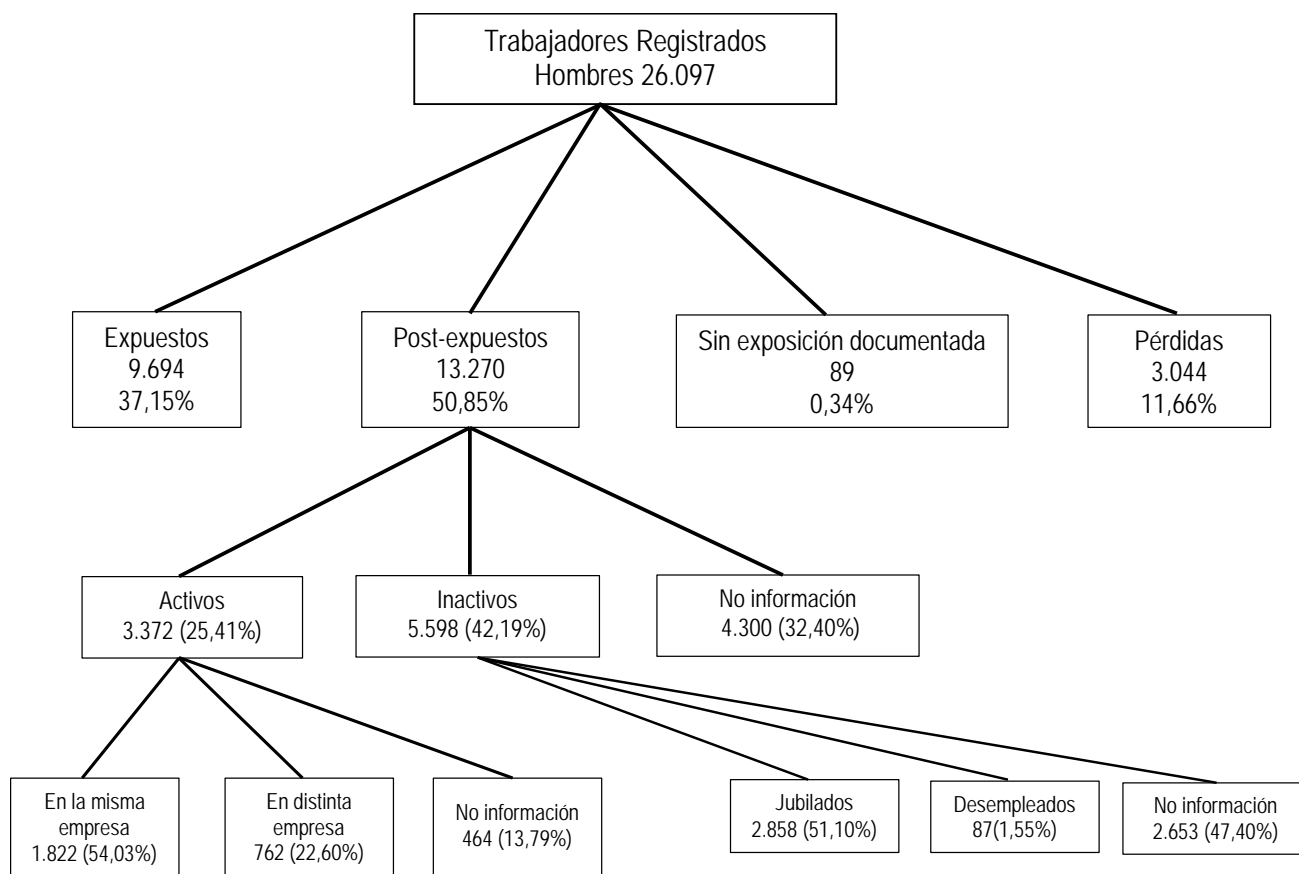 Trabajadores Registrados
Hombres 26.097
Expuestos
9.694
37,15%
Post-expuestos
13.270
50,85%
Sin exposición documentada
89
0,34%
Pérdidas
3.044
11,66%
Activos
3.372 (25,41%)
Inactivos
5.598 (42,19%)
No información
4.300 (32,40%)
En la misma
empresa
1.822 (54,03%)
En distinta
empresa
762 (22,60%)
No información
464 (13,79%)
Jubilados
2.858 (51,10%)
Desempleados
87(1,55%)
No información
2.653 (47,40%)